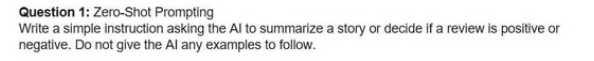 Question 1: Zero-Shot Prompting
Write a simple instruction asking the AI to summarize a story or decide if a review is positive or
negative. Do not give the AI any examples to follow.